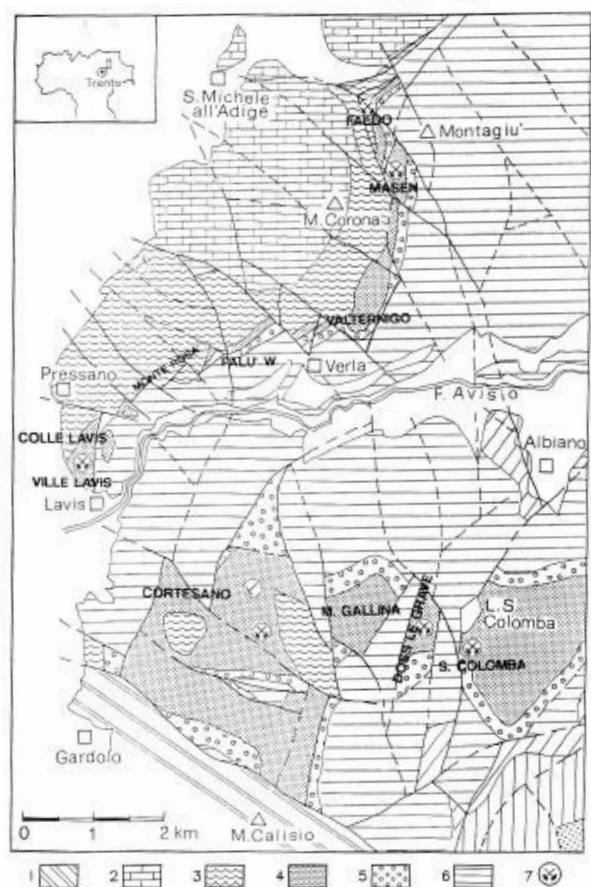 Trento
S. Michele
all'Adige
FAEDO
Montagiu'
MASEN
M. Corona
VALTERNIGO
MONTE ROSA
PALU' W.
Verla
Pressano
F. Avisio
COLLE LAVIS
Albiano
VILLE LAVIS
Lavis
CORTESANO
M. GALLINA
DOSS LE GRAVE
L. S.
Colomba
S. COLOMBA
Gardolo
0 1 2 km
M. Calisio
1 2 3 4 5 6 7